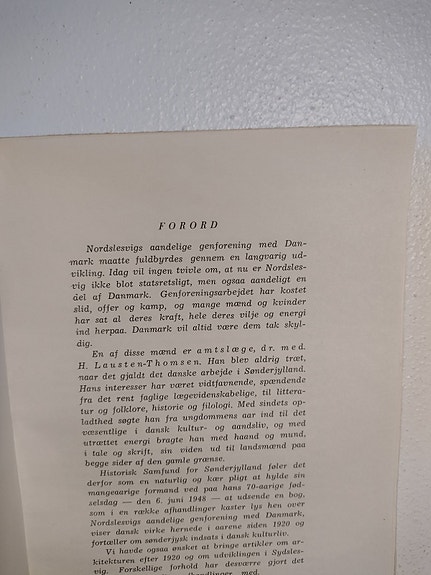 FORORD
Nordslesvigs aandelige genforening med Dan-
mark maatte fuldbyrdes gennem en langvarig ud-
vikling. Idag vil ingen tvivle om, at nu er Nordsles-
vig ikke blot statsretsligt, men ogsaa aandeligt en
del af Danmark. Genforeningsarbejdet har kostet
slid, offer og kamp, og mange mænd og kvinder
har sat al deres kraft, hele deres vilje og energi
ind herpaa. Danmark vil altid være dem tak skyl-
dig.
En af disse mænd er amtslæge, dr. med.
H. Lausten-Thomsen. Han blev aldrig træt,
naar det gjaldt det danske arbejde i Sønderjylland.
Hans interesser har været vidtfavnende, spændende
fra det rent faglige lægevidenskabelige, til littera-
tur og folklore, historie og filologi. Med sindets op-
ladthed søgte han fra ungdommens aar ind til det
væsentlige i dansk kultur- og aandsliv, og med
utrættet energi bragte han med haand og mund,
i tale og skrift, sin viden ud til landsmænd paa
begge sider af den gamle grænse.
Historisk Samfund for Sønderjylland føler det
derfor som en naturlig og kær pligt at hylde sin
mangeaarige formand ved paa hans 70-aarige fød-
selsdag — den 6. juni 1948 — at udsende en bog,
som i en række afhandlinger kaster lys hen over
Nordslesvigs aandelige genforening med Danmark,
viser dansk virke hernede i aarene siden 1920 og
fortæller om sønderjysk indsats i dansk kulturliv.
Vi havde ogsaa ønsket at bringe artikler om ar-
kitekturen efter 1920 og om udviklingen i Sydsles-
vig. Forskellige forhold har desværre gjort det
afhandlinger med,